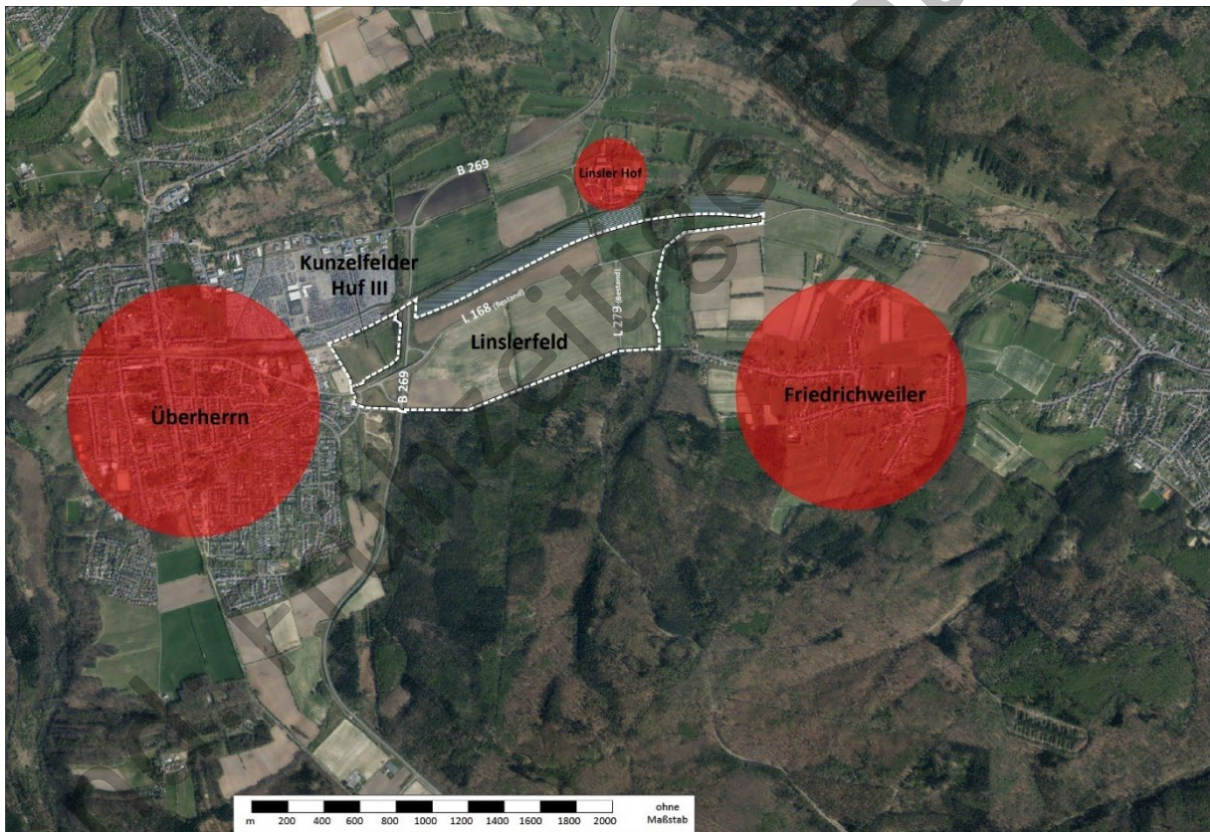 B 269
Linsler Hof
Kunzelfelder
Huf III
L 168 (Bestand)
L 279 (Bestand)
Linslerfeld
B 269
Überherrn
Friedrichweiler
m 200 400 600 800 1000 1200 1400 1600 1800 2000
ohne
Maßstab